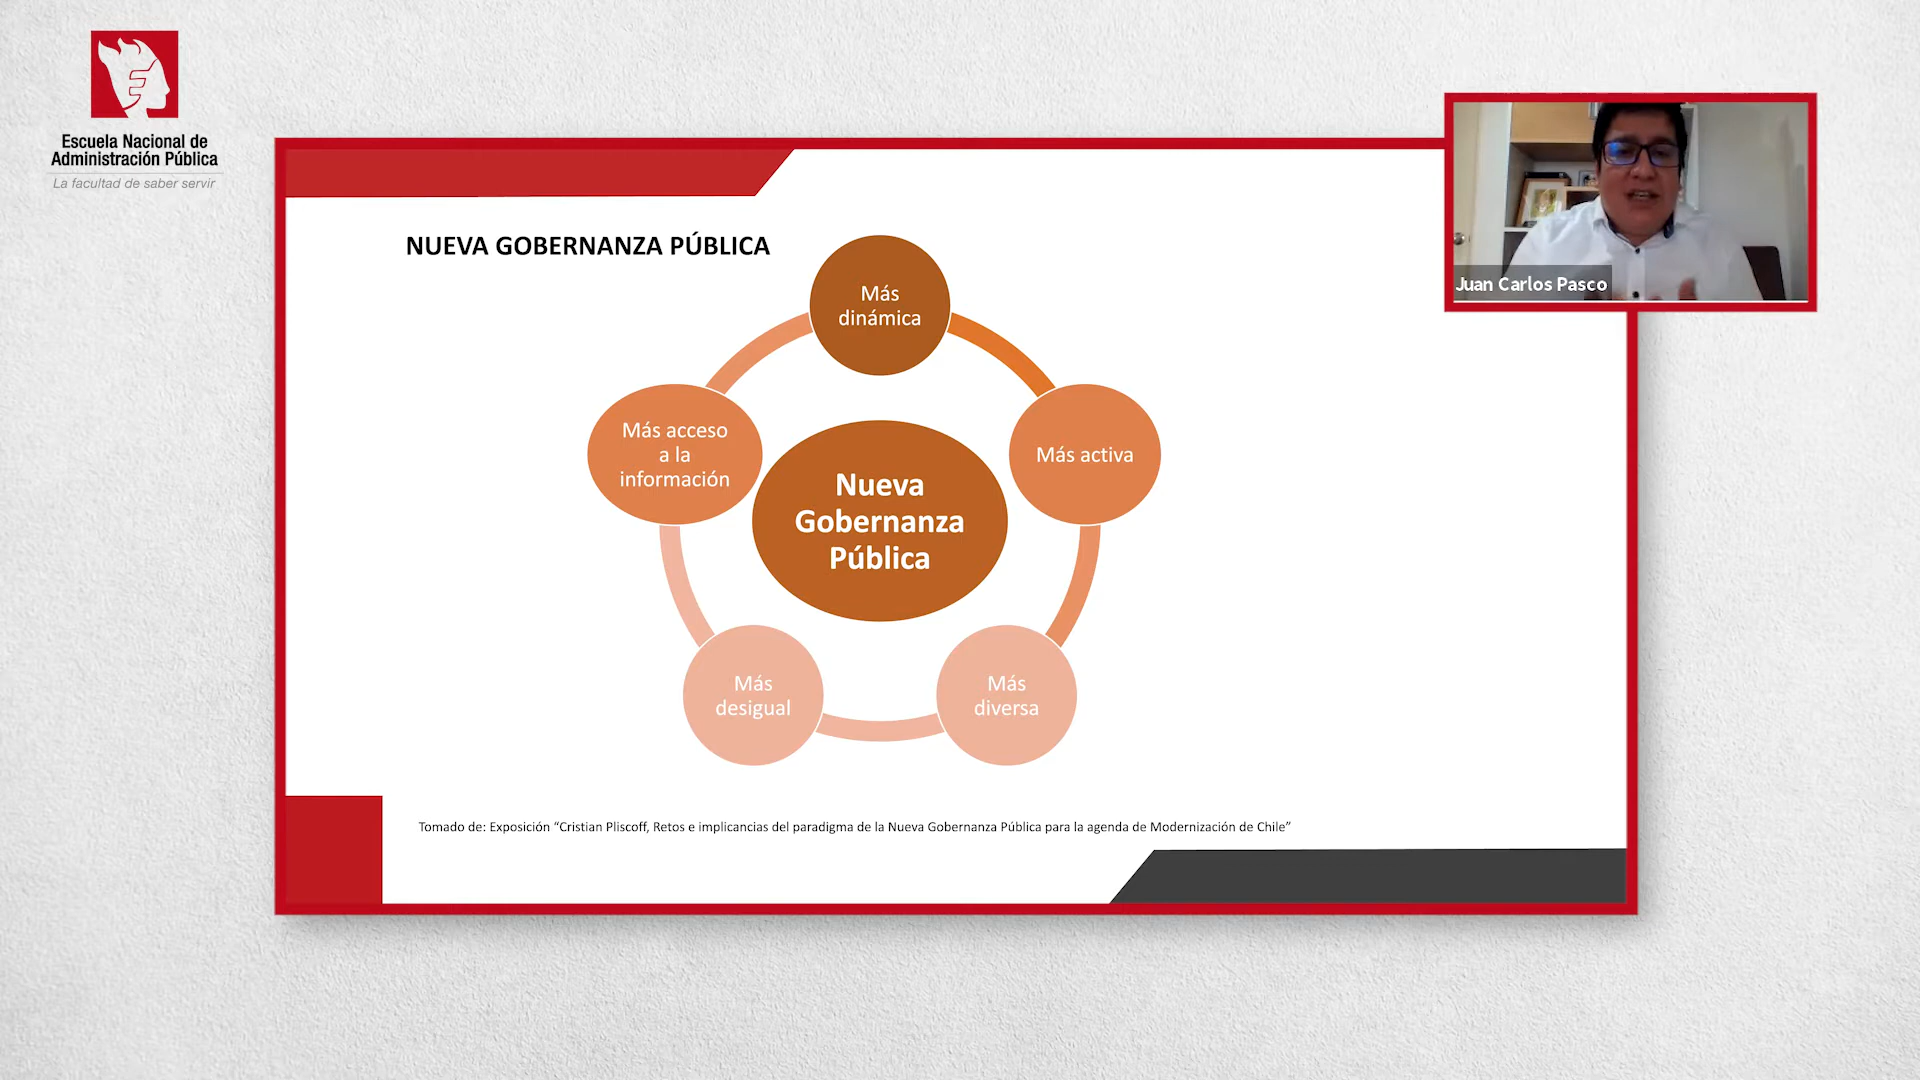 Escuela Nacional de
Administración Pública
La facultad de saber servir
Juan Carlos Pasco
NUEVA GOBERNANZA PÚBLICA
Más
dinámica
Más activa
Más
diversa
Más
desigual
Más acceso
a la
información
Nueva
Gobernanza
Pública
Tomado de: Exposición “Cristian Pliscoff, Retos e implicancias del paradigma de la Nueva Gobernanza Pública para la agenda de Modernización de Chile”